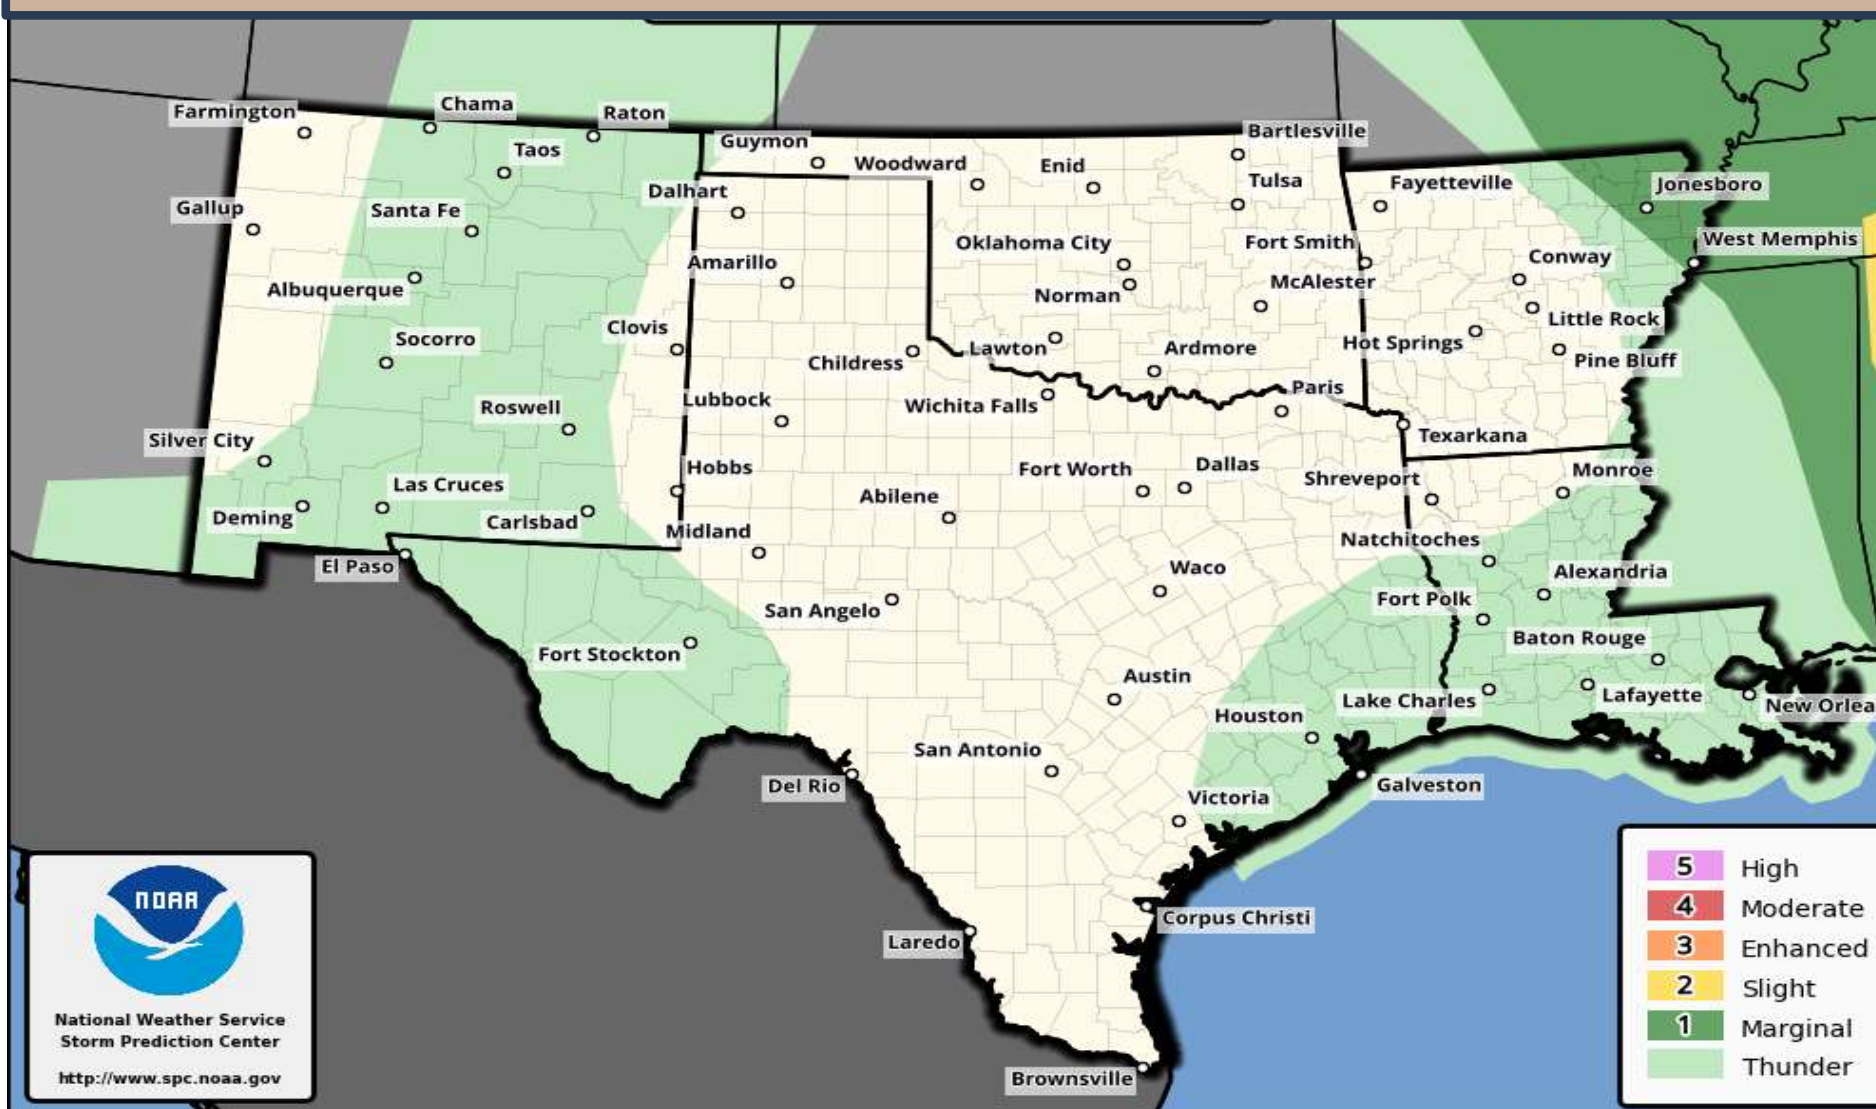 Farmington
Chama
Raton
Taos
Guymon
Woodward
Enid
Bartlesville
Tulsa
Fayetteville
Jonesboro
Gallup
Santa Fe
Dalhart
Oklahoma City
Fort Smith
West Memphis
Albuquerque
Amarillo
Norman
McAlester
Conway
Socorro
Clovis
Childress
Lawton
Ardmore
Hot Springs
Little Rock
Pine Bluff
Roswell
Lubbock
Wichita Falls
Paris
Silver City
Texarkana
Las Cruces
Hobbs
Abilene
Fort Worth
Dallas
Shreveport
Monroe
Deming
Carlsbad
Midland
Natchitoches
El Paso
Waco
Alexandria
San Angelo
Fort Polk
Fort Stockton
Baton Rouge
Austin
Lake Charles
Lafayette
New Orlea
Houston
San Antonio
Del Rio
Galveston
Victoria
Corpus Christi
Laredo
Brownsville
NOAA
National Weather Service
Storm Prediction Center
http://www.spc.noaa.gov
5 High
4 Moderate
3 Enhanced
2 Slight
1 Marginal
Thunder